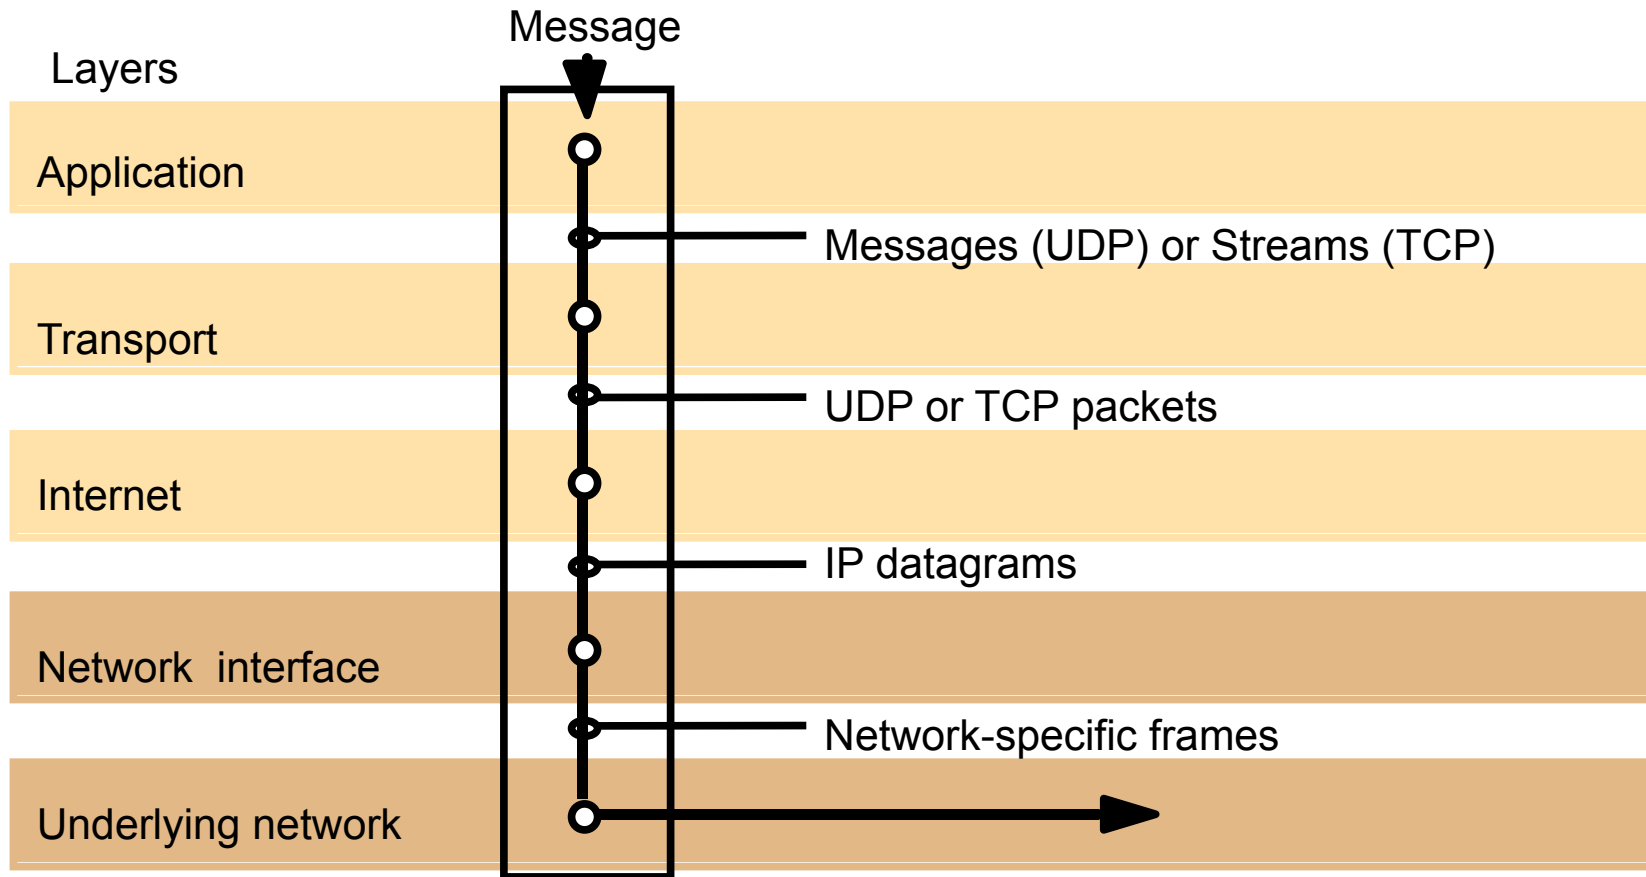 Message
Layers
Application
Messages (UDP) or Streams (TCP)
Transport
UDP or TCP packets
Internet
IP datagrams
Network interface
Network-specific frames
Underlying network